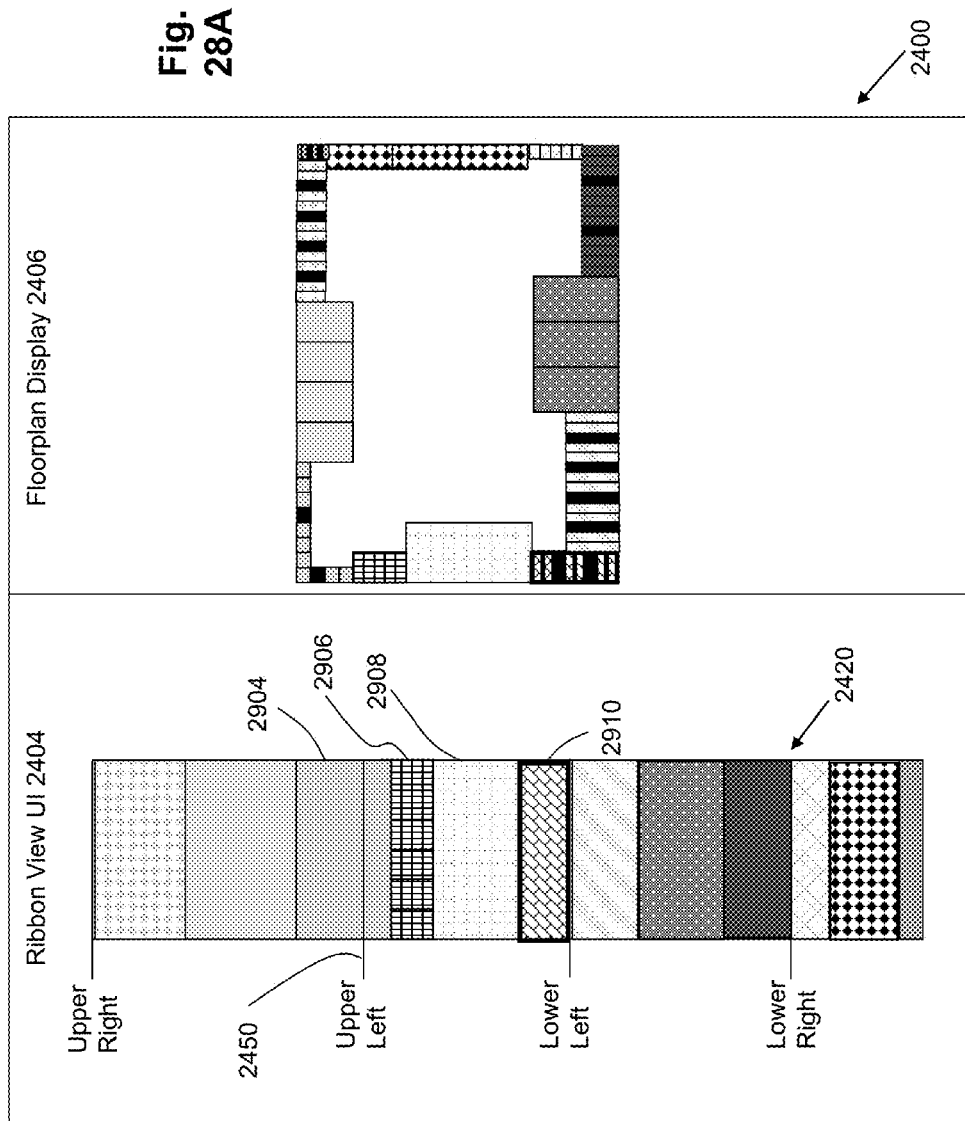 Fig.
28A
Ribbon View UI 2404
Floorplan Display 2406
2400
Upper
Right
2450
Upper
Left
Lower
Left
Lower
Right
2904
2906
2908
2910
2420